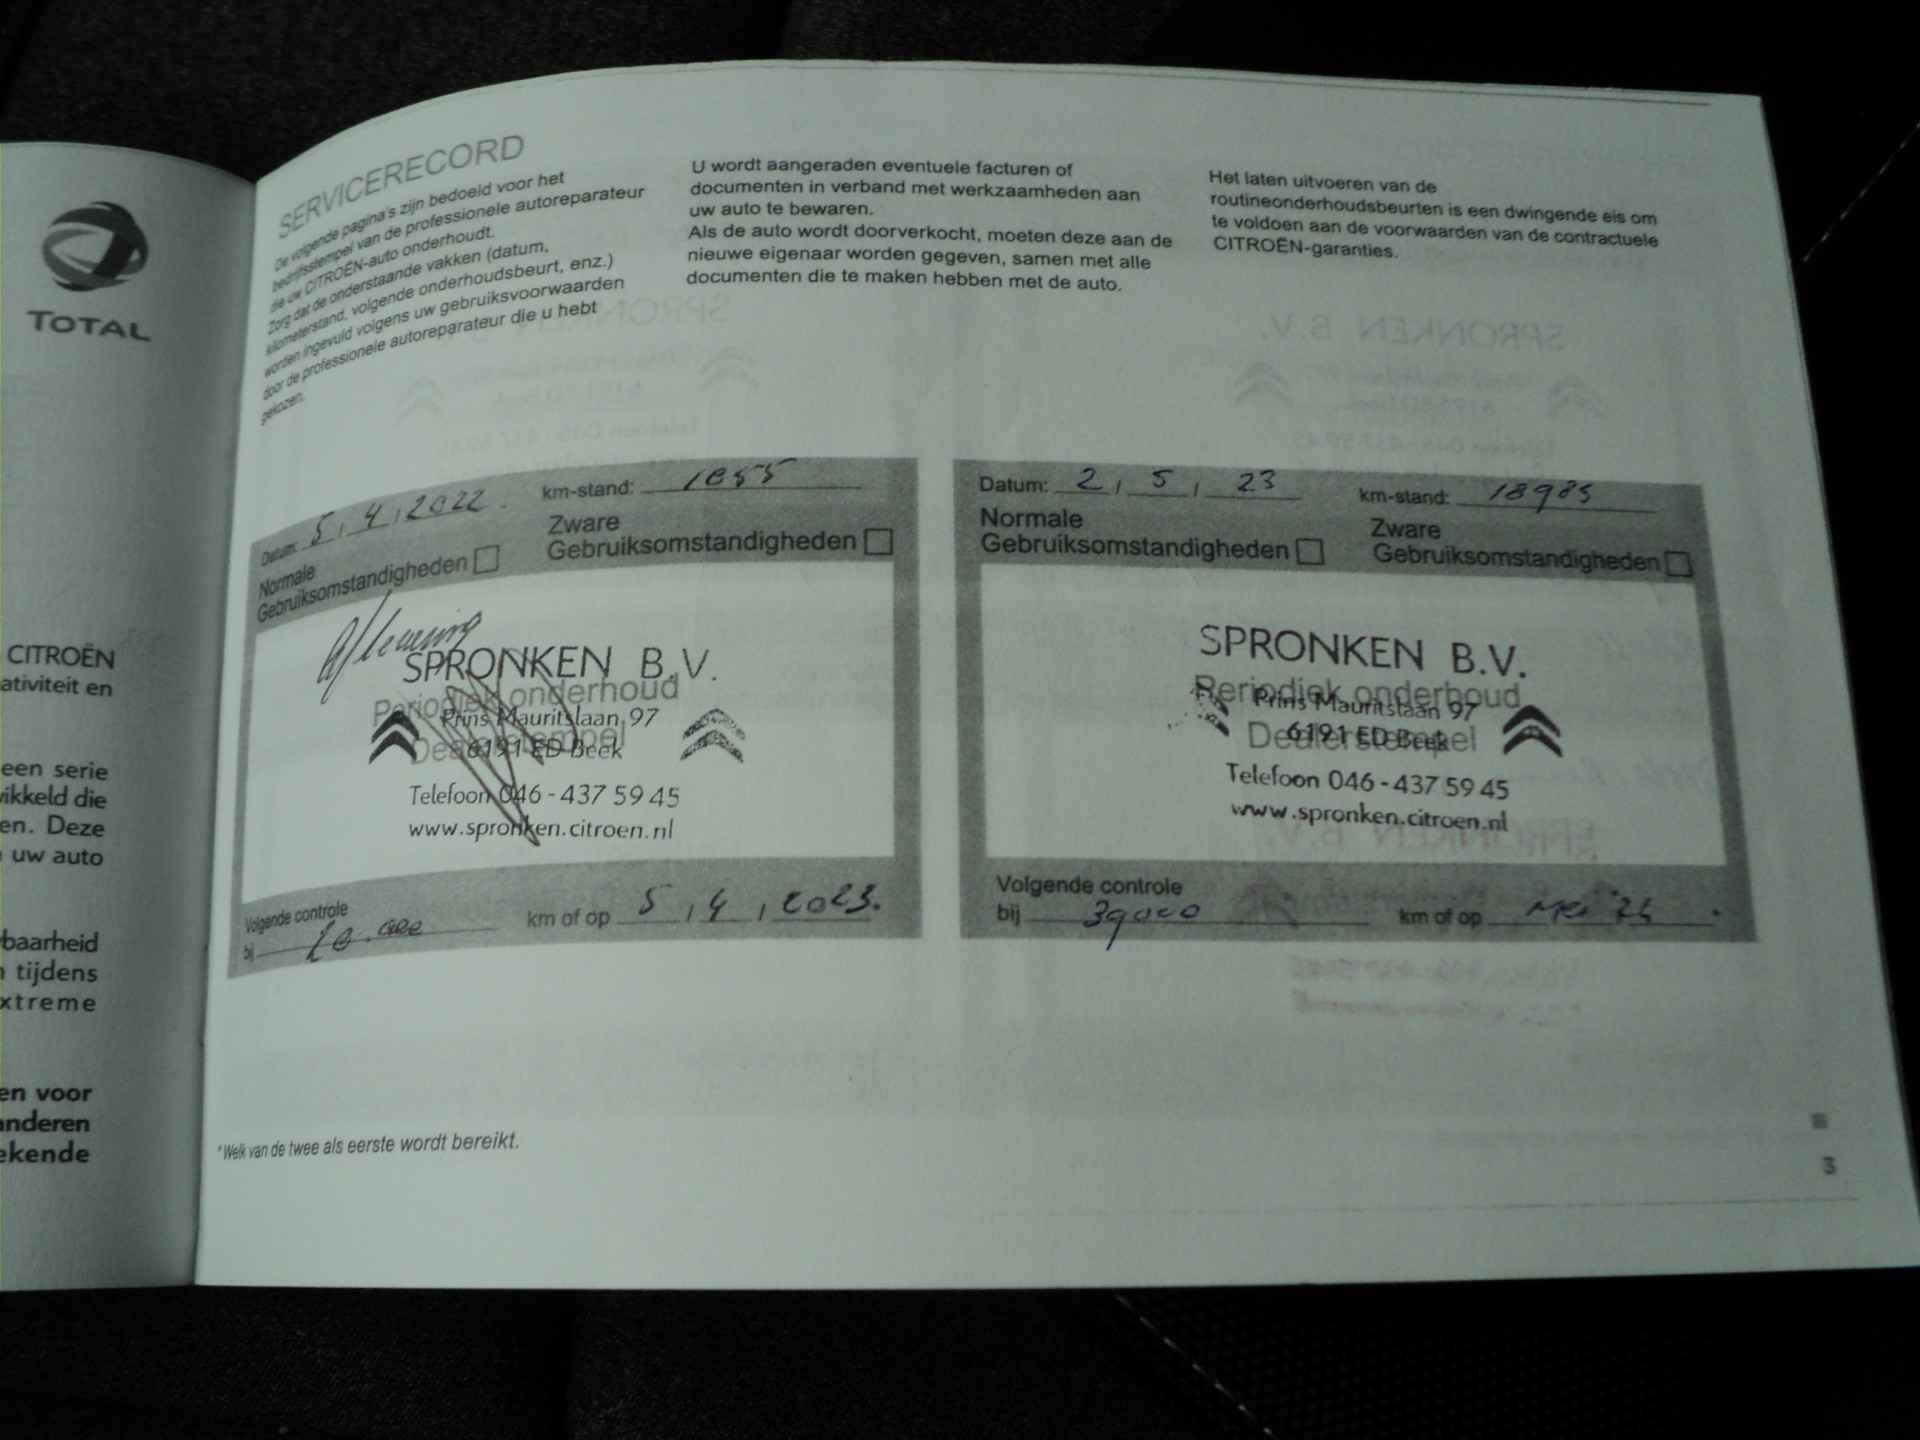 TOTAL
CITROËN
ativiteit en
een serie
ikkeld die
en. Deze
uw auto
baarheid
tijdens
xtreme
en voor
anderen
ekende
SERVICERECORD
De volgende pagina's zijn bedoeld voor het
bedrijfsstempel van de professionele autoreparateur
die uw CITROËN-auto onderhoudt.
Zorg dat de onderstaande vakken (datum,
kilometerstand, volgende onderhoudsbeurt, enz.)
worden ingevuld volgens uw gebruiksvoorwaarden
door de professionele autoreparateur die u hebt
gekozen.
U wordt aangeraden eventuele facturen of
documenten in verband met werkzaamheden aan
uw auto te bewaren.
Als de auto wordt doorverkocht, moeten deze aan de
nieuwe eigenaar worden gegeven, samen met alle
documenten die te maken hebben met de auto.
Het laten uitvoeren van de
routineonderhoudsbeurten is een dwingende eis om
te voldoen aan de voorwaarden van de contractuele
CITROËN-garanties.
Datum: 5, 4, 2022. km-stand:
Normale
Gebruiksomstandigheden
Zware
Gebruiksomstandigheden
Aflevering
SPRONKEN B.V.
Periodiek onderhoud
Prins Mauritslaan 97
Dealerstempel
6191 ED Beek
Telefoon 046 - 437 59 45
www.spronken.citroen.nl
Volgende controle
bij km of op 5, 4, 2023.
Datum: 2, 5, 23 km-stand: 18985
Normale
Gebruiksomstandigheden
Zware
Gebruiksomstandigheden
SPRONKEN B.V.
Periodiek onderhoud
Prins Mauritslaan 97
Dealerstempel
6191 ED Beek
Telefoon 046 - 437 59 45
www.spronken.citroen.nl
Volgende controle
bij 39000 km of op Mei
* Welk van de twee als eerste wordt bereikt.
3